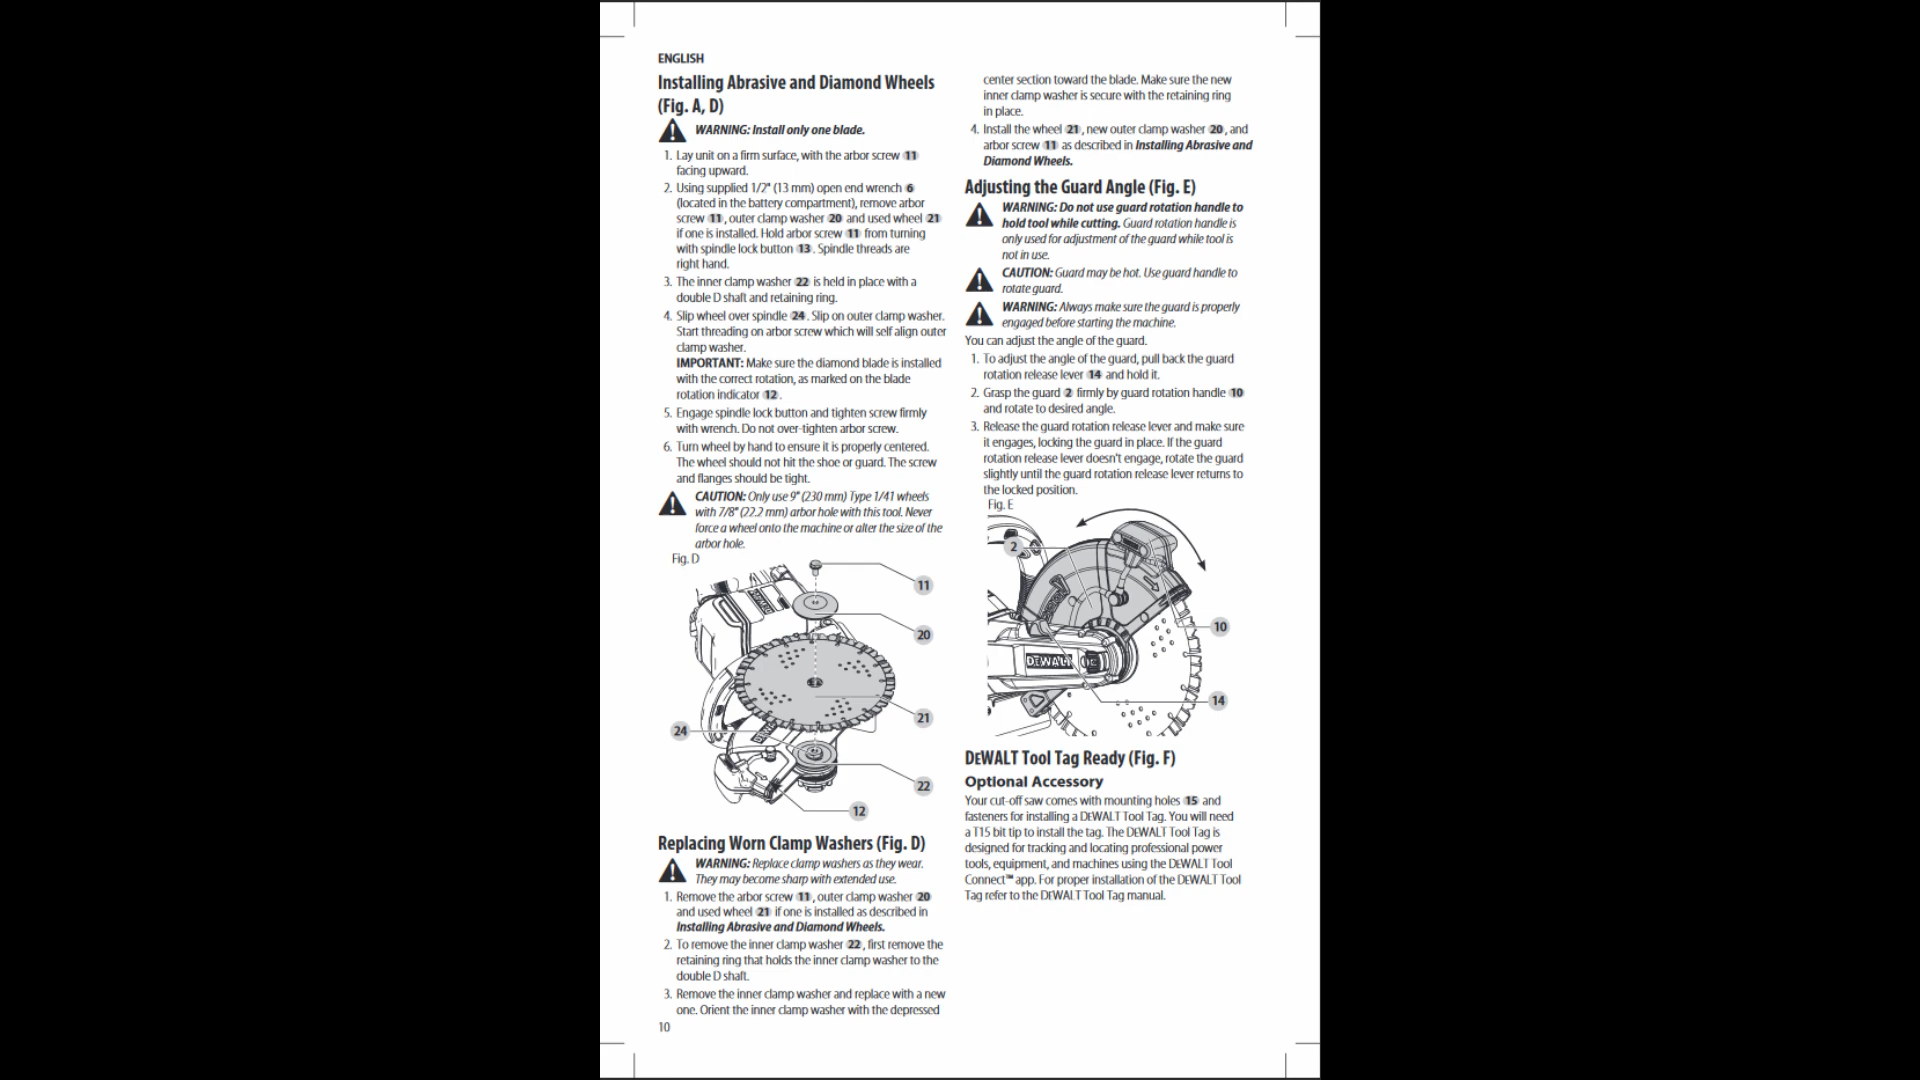 ENGLISH
Installing Abrasive and Diamond Wheels
(Fig. A, D)
WARNING: Install only one blade.
1. Lay unit on a firm surface, with the arbor screw 11
facing upward.
2. Using supplied 1/2" (13 mm) open end wrench 6
(located in the battery compartment), remove arbor
screw 11, outer clamp washer 20 and used wheel 21
if one is installed. Hold arbor screw 11 from turning
with spindle lock button 13. Spindle threads are
right hand.
3. The inner clamp washer 22 is held in place with a
double D shaft and retaining ring.
4. Slip wheel over spindle 24. Slip on outer clamp washer.
Start threading on arbor screw which will self align outer
clamp washer.
IMPORTANT: Make sure the diamond blade is installed
with the correct rotation, as marked on the blade
rotation indicator 12.
5. Engage spindle lock button and tighten screw firmly
with wrench. Do not over-tighten arbor screw.
6. Turn wheel by hand to ensure it is properly centered.
The wheel should not hit the shoe or guard. The screw
and flanges should be tight.
CAUTION: Only use 9" (230 mm) Type 1/41 wheels
with 7/8" (22.2 mm) arbor hole with this tool. Never
force a wheel onto the machine or alter the size of the
arbor hole.
Fig. D
11
20
21
24
22
12
DEWALT
Replacing Worn Clamp Washers (Fig. D)
WARNING: Replace clamp washers as they wear.
They may become sharp with extended use.
1. Remove the arbor screw 11, outer clamp washer 20
and used wheel 21 if one is installed as described in
Installing Abrasive and Diamond Wheels.
2. To remove the inner clamp washer 22, first remove the
retaining ring that holds the inner clamp washer to the
double D shaft.
3. Remove the inner clamp washer and replace with a new
one. Orient the inner clamp washer with the depressed
10
center section toward the blade. Make sure the new
inner clamp washer is secure with the retaining ring
in place.
4. Install the wheel 21, new outer clamp washer 20, and
arbor screw 11 as described in Installing Abrasive and
Diamond Wheels.
Adjusting the Guard Angle (Fig. E)
WARNING: Do not use guard rotation handle to
hold tool while cutting. Guard rotation handle is
only used for adjustment of the guard while tool is
not in use.
CAUTION: Guard may be hot. Use guard handle to
rotate guard.
WARNING: Always make sure the guard is properly
engaged before starting the machine.
You can adjust the angle of the guard.
1. To adjust the angle of the guard, pull back the guard
rotation release lever 14 and hold it.
2. Grasp the guard 2 firmly by guard rotation handle 10
and rotate to desired angle.
3. Release the guard rotation release lever and make sure
it engages, locking the guard in place. If the guard
rotation release lever doesn't engage, rotate the guard
slightly until the guard rotation release lever returns to
the locked position.
Fig. E
2
10
DEWALT
14
DEWALT Tool Tag Ready (Fig. F)
Optional Accessory
Your cut-off saw comes with mounting holes 15 and
fasteners for installing a DEWALT Tool Tag. You will need
a T15 bit tip to install the tag. The DEWALT Tool Tag is
designed for tracking and locating professional power
tools, equipment, and machines using the DEWALT Tool
Connect™ app. For proper installation of the DEWALT Tool
Tag refer to the DEWALT Tool Tag manual.